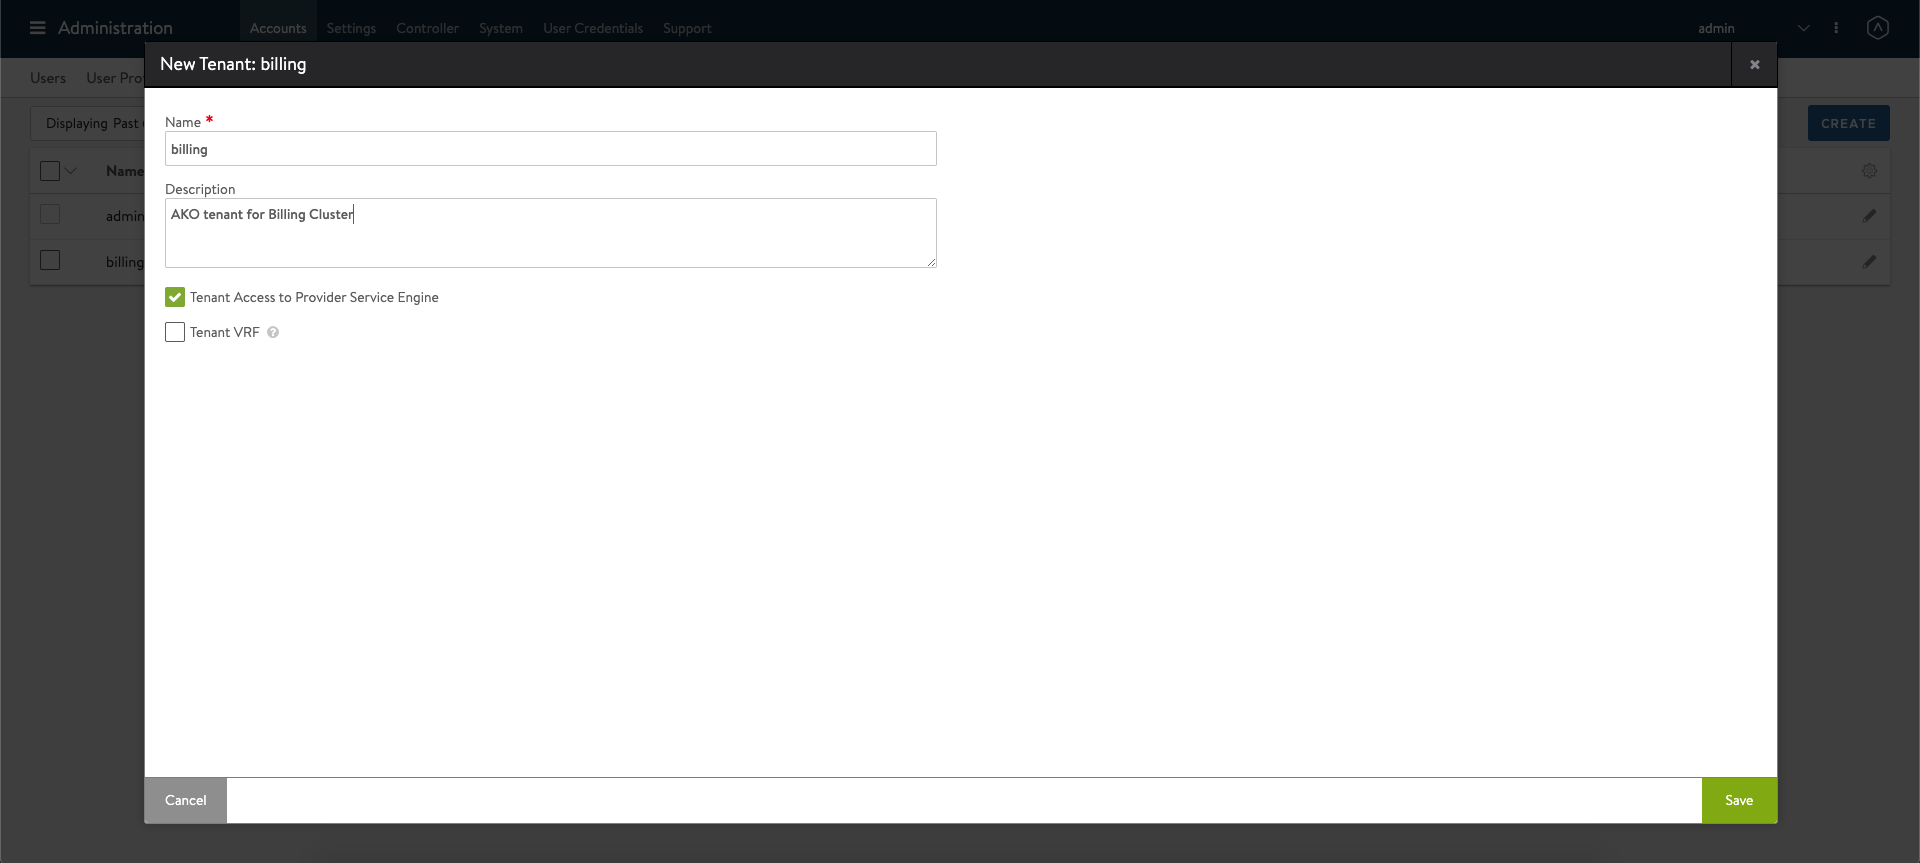 Administration Accounts Settings Controller System User Credentials Support admin
New Tenant: billing
Users User Pro
Displaying Past CREATE
Name *
billing
Name
Description
AKO tenant for Billing Cluster
admin
billing
Tenant Access to Provider Service Engine
Tenant VRF ?
Cancel Save